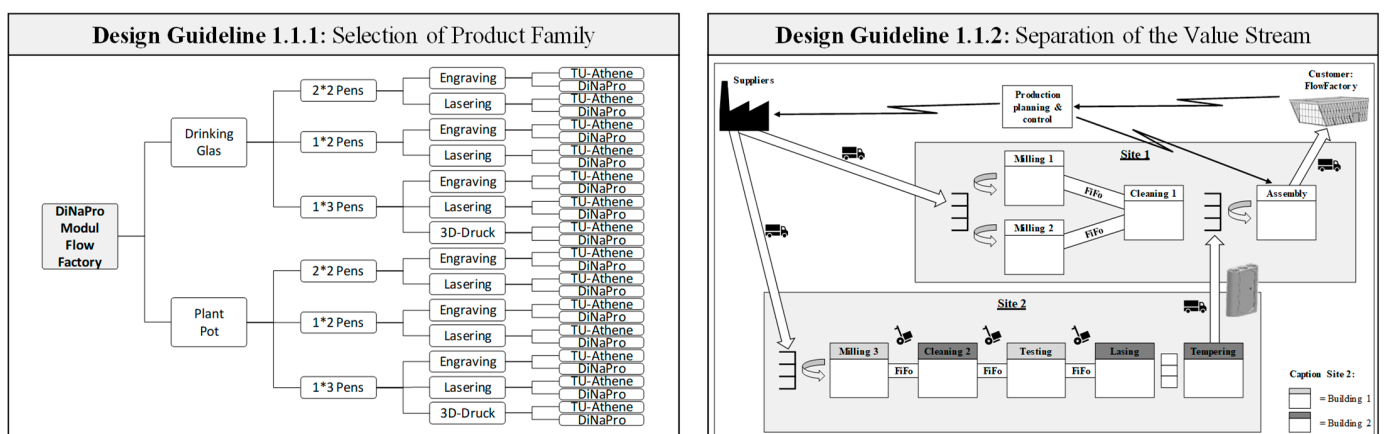 Design Guideline 1.1.1: Selection of Product Family
DiNaPro
Modul
Flow
Factory
Drinking
Glas
2*2 Pens
Engraving
TU-Athene
DiNaPro
Lasering
TU-Athene
DiNaPro
1*2 Pens
Engraving
TU-Athene
DiNaPro
Lasering
TU-Athene
DiNaPro
1*3 Pens
Engraving
TU-Athene
DiNaPro
Lasering
TU-Athene
DiNaPro
3D-Druck
TU-Athene
DiNaPro
Plant
Pot
2*2 Pens
Engraving
TU-Athene
DiNaPro
Lasering
TU-Athene
DiNaPro
1*2 Pens
Engraving
TU-Athene
DiNaPro
Lasering
TU-Athene
DiNaPro
1*3 Pens
Engraving
TU-Athene
DiNaPro
Lasering
TU-Athene
DiNaPro
3D-Druck
TU-Athene
DiNaPro
Design Guideline 1.1.2: Separation of the Value Stream
Suppliers
Production
planning &
control
Customer:
FlowFactory
Site 1
Milling 1
FiFo
Cleaning 1
Assembly
Milling 2
FiFo
Site 2
Milling 3
FiFo
Cleaning 2
FiFo
Testing
FiFo
Lasing
Tempering
Caption Site 2:
= Building 1
= Building 2